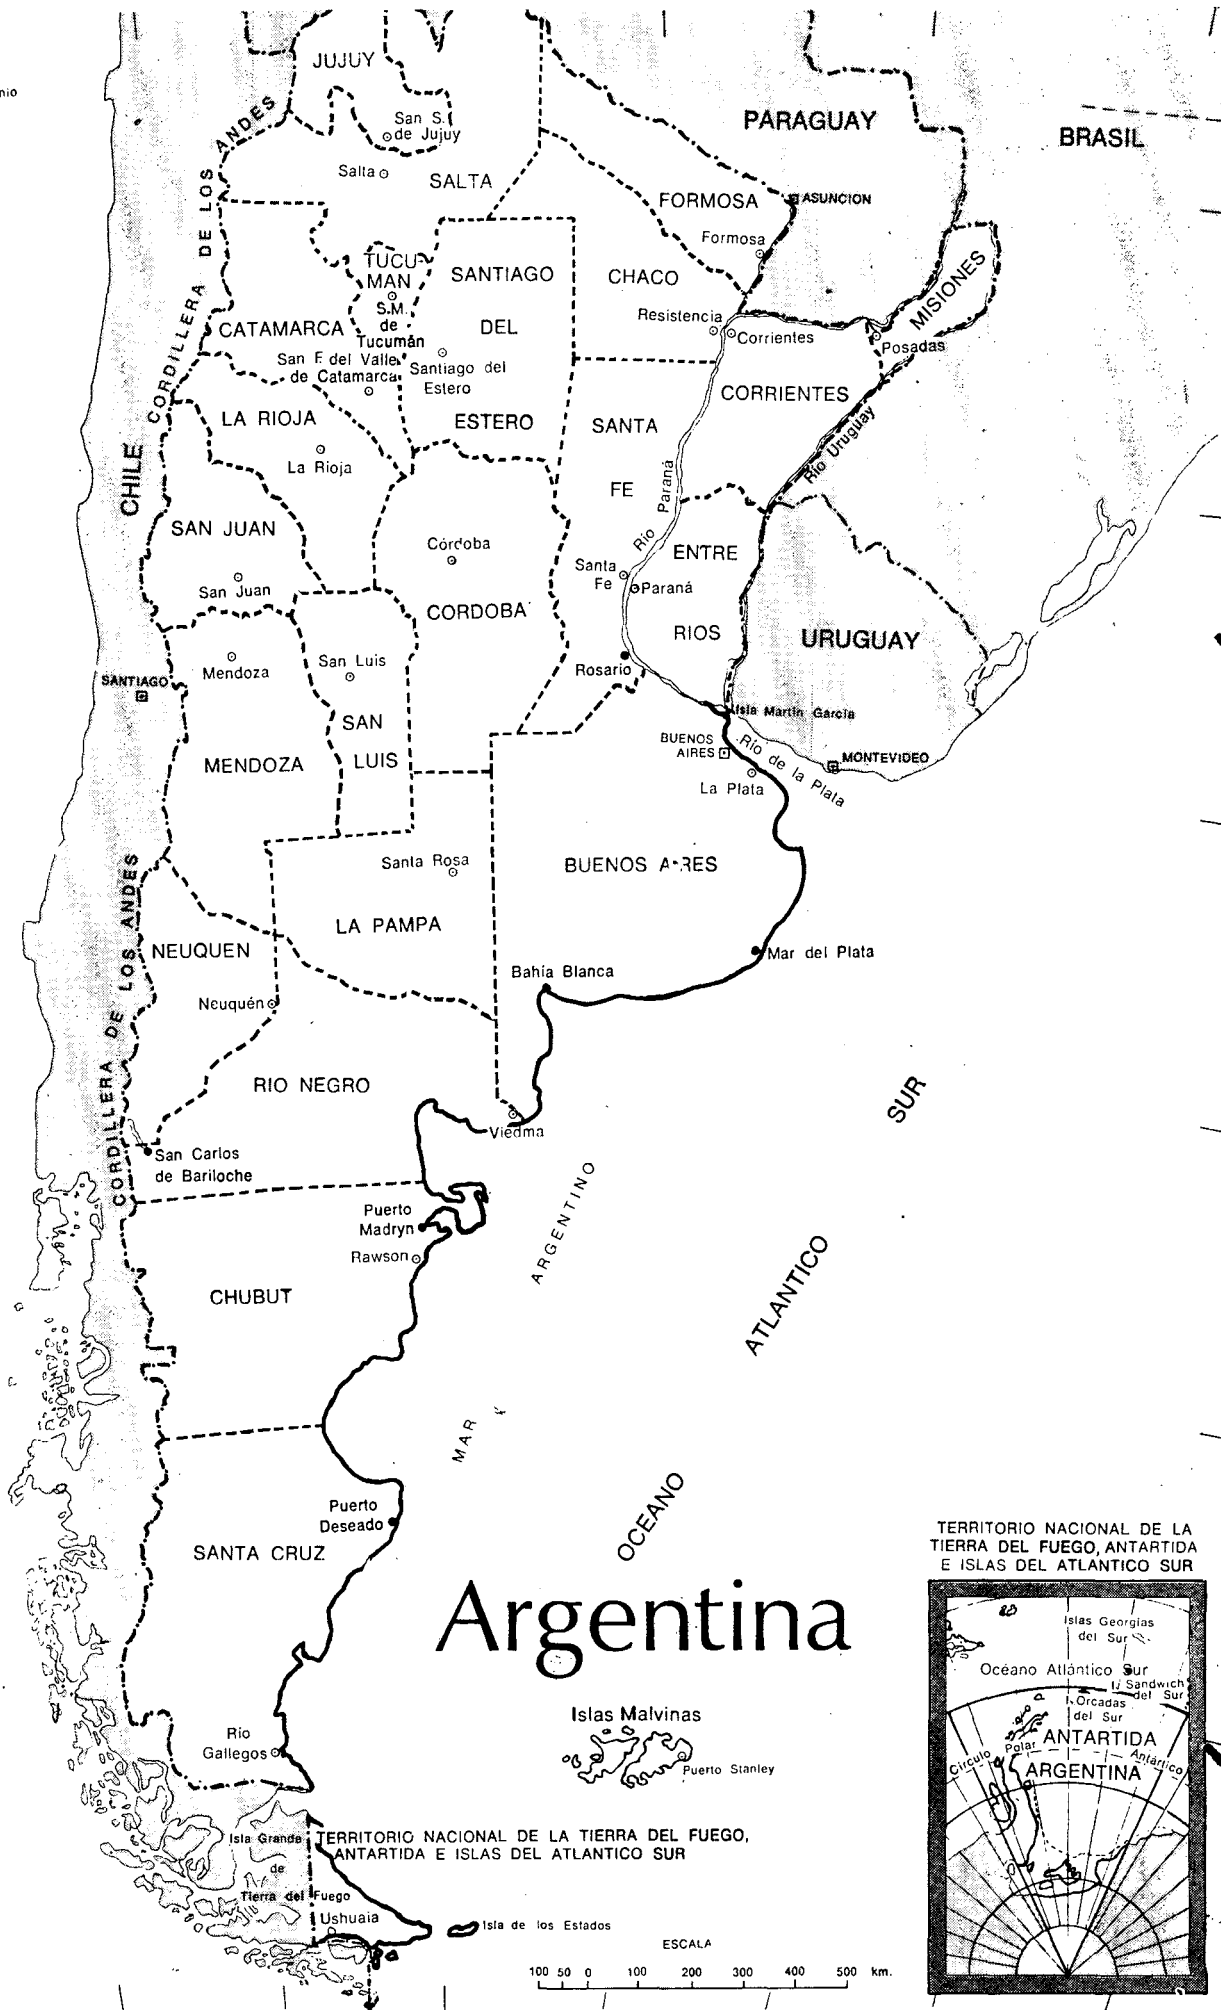 nio
JUJUY
San S.
de Jujuy
PARAGUAY
BRASIL
CORDILLERA DE LOS ANDES
Salta
SALTA
FORMOSA
ASUNCION
Formosa
TUCU-
MAN
SANTIAGO
CHACO
MISIONES
S.M.
de
Tucumán
DEL
Resistencia
Corrientes
Posadas
CATAMARCA
San F. del Valle
de Catamarca
Santiago del
Estero
CORRIENTES
LA RIOJA
ESTERO
SANTA
Río Uruguay
La Rioja
CHILE
FE
Río Paraná
SAN JUAN
Córdoba
ENTRE
Santa
Fe
San Juan
Paraná
CORDOBA
RIOS
URUGUAY
Mendoza
San Luis
Rosario
SANTIAGO
SAN
Isla Martín García
MENDOZA
LUIS
BUENOS
AIRES
Río de la Plata
MONTEVIDEO
La Plata
Santa Rosa
BUENOS A·RES
LA PAMPA
CORDILLERA DE LOS ANDES
NEUQUEN
Mar del Plata
Bahía Blanca
Neuquén
RIO NEGRO
SUR
Viedma
San Carlos
de Bariloche
ARGENTINO
Puerto
Madryn
Rawson
ATLANTICO
CHUBUT
MAR
OCEANO
Puerto
Deseado
SANTA CRUZ
TERRITORIO NACIONAL DE LA
TIERRA DEL FUEGO, ANTARTIDA
E ISLAS DEL ATLANTICO SUR
Argentina
Islas Georgias
del Sur
Océano Atlántico Sur
Is Sandwich
del Sur
I. Orcadas
del Sur
Islas Malvinas
Puerto Stanley
Río
Gallegos
ANTARTIDA
Círculo Polar Antártico
ARGENTINA
Isla Grande
de
Tierra del Fuego
TERRITORIO NACIONAL DE LA TIERRA DEL FUEGO,
ANTARTIDA E ISLAS DEL ATLANTICO SUR
Ushuaia
Isla de los Estados
ESCALA
100 50 0 100 200 300 400 500 km.